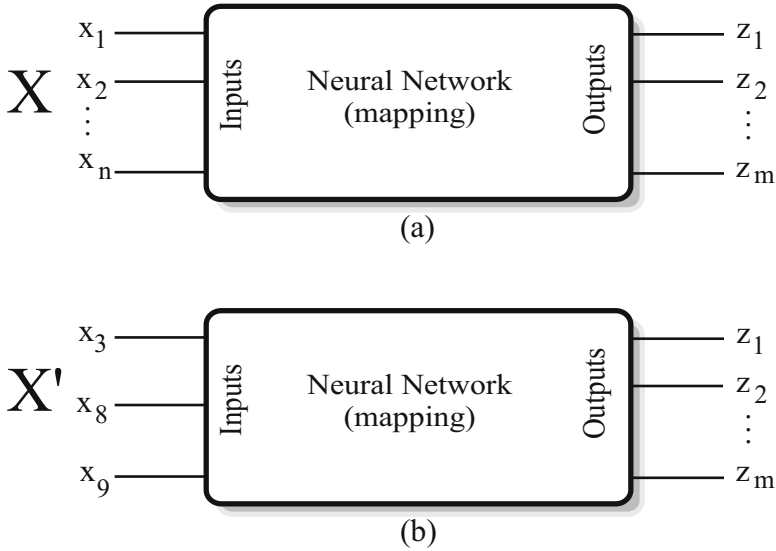 X
x1
x2
⋮
xn
Inputs
Neural Network
(mapping)
Outputs
z1
z2
⋮
zm
(a)
X'
x3
x8
x9
Inputs
Neural Network
(mapping)
Outputs
z1
z2
⋮
zm
(b)